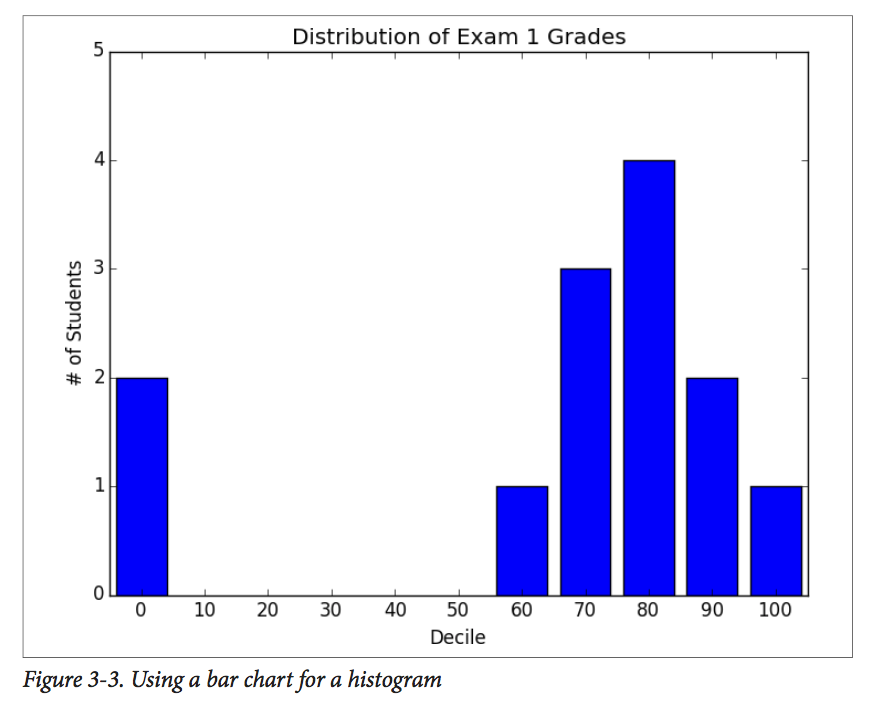 Distribution of Exam 1 Grades
5
4
3
2
1
0
# of Students
0 10 20 30 40 50 60 70 80 90 100
Decile
Figure 3-3. Using a bar chart for a histogram